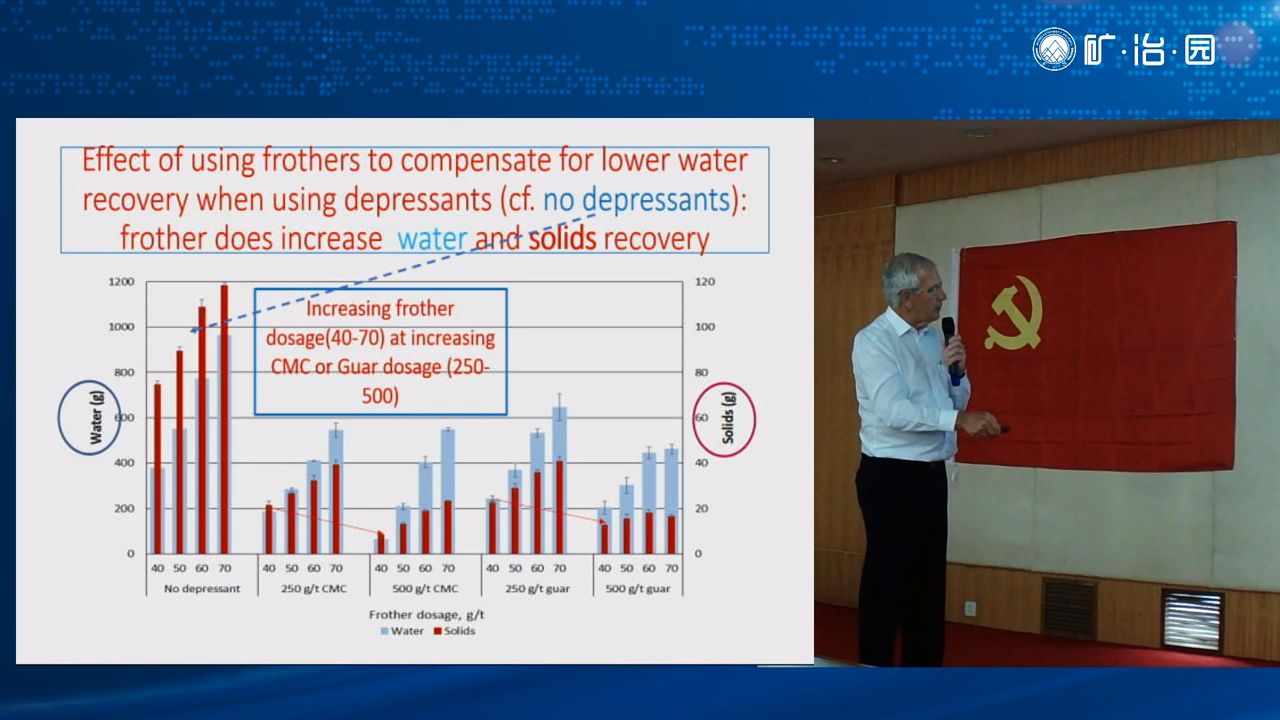 矿·冶·园
Effect of using frothers to compensate for lower water
recovery when using depressants (cf. no depressants):
frother does increase water and solids recovery
1200
1000
800
600
400
200
0
Water (g)
120
100
80
60
40
20
0
Solids (g)
Increasing frother
dosage(40-70) at increasing
CMC or Guar dosage (250-
500)
40 50 60 70 40 50 60 70 40 50 60 70 40 50 60 70 40 50 60 70
No depressant 250 g/t CMC 500 g/t CMC 250 g/t guar 500 g/t guar
Frother dosage, g/t
Water Solids